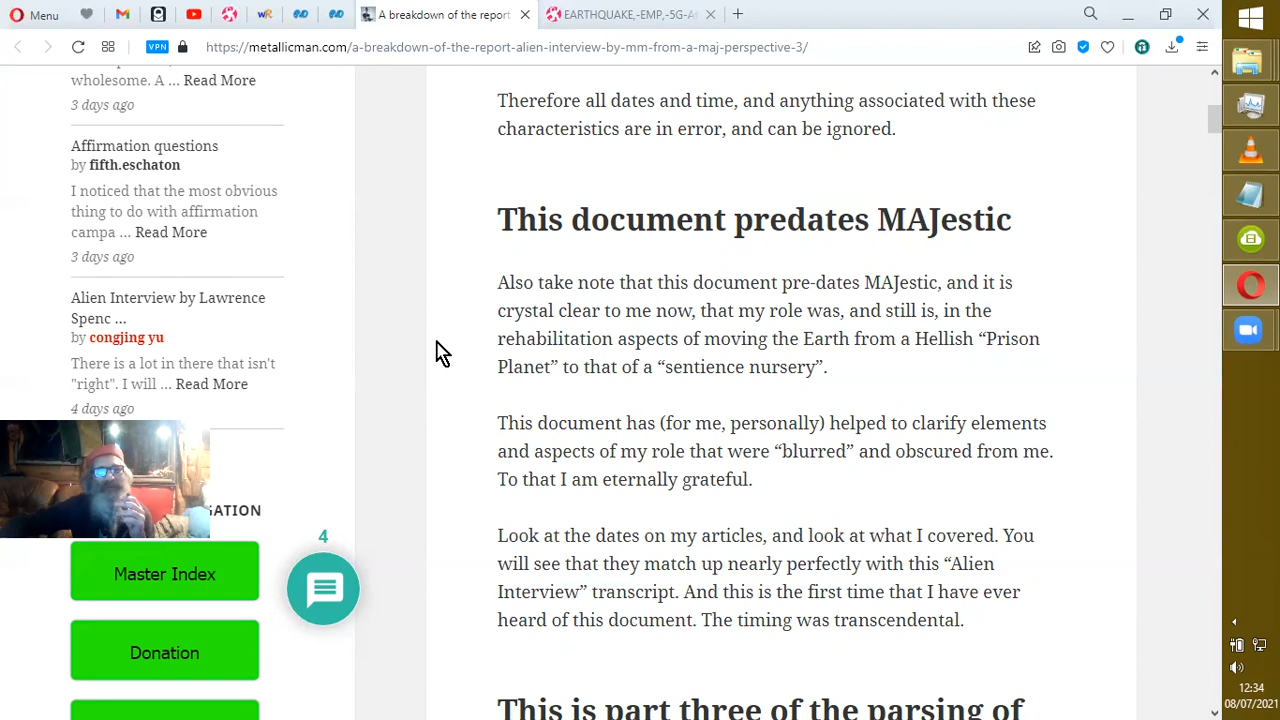 Menu
A breakdown of the report
EARTHQUAKE,-EMP,-5G-A
VPN
https://metallicman.com/a-breakdown-of-the-report-alien-interview-by-mm-from-a-maj-perspective-3/
wholesome. A ... Read More
3 days ago
Affirmation questions
by fifth.eschaton
I noticed that the most obvious
thing to do with affirmation
campa ... Read More
3 days ago
Alien Interview by Lawrence
Spenc ...
by congjing yu
There is a lot in there that isn't
"right". I will ... Read More
4 days ago
GATION
Master Index
Donation
4
Therefore all dates and time, and anything associated with these
characteristics are in error, and can be ignored.
This document predates MAJestic
Also take note that this document pre-dates MAJestic, and it is
crystal clear to me now, that my role was, and still is, in the
rehabilitation aspects of moving the Earth from a Hellish “Prison
Planet” to that of a “sentience nursery”.
This document has (for me, personally) helped to clarify elements
and aspects of my role that were “blurred” and obscured from me.
To that I am eternally grateful.
Look at the dates on my articles, and look at what I covered. You
will see that they match up nearly perfectly with this “Alien
Interview” transcript. And this is the first time that I have ever
heard of this document. The timing was transcendental.
This is part three of the parsing of
12:34
08/07/2021